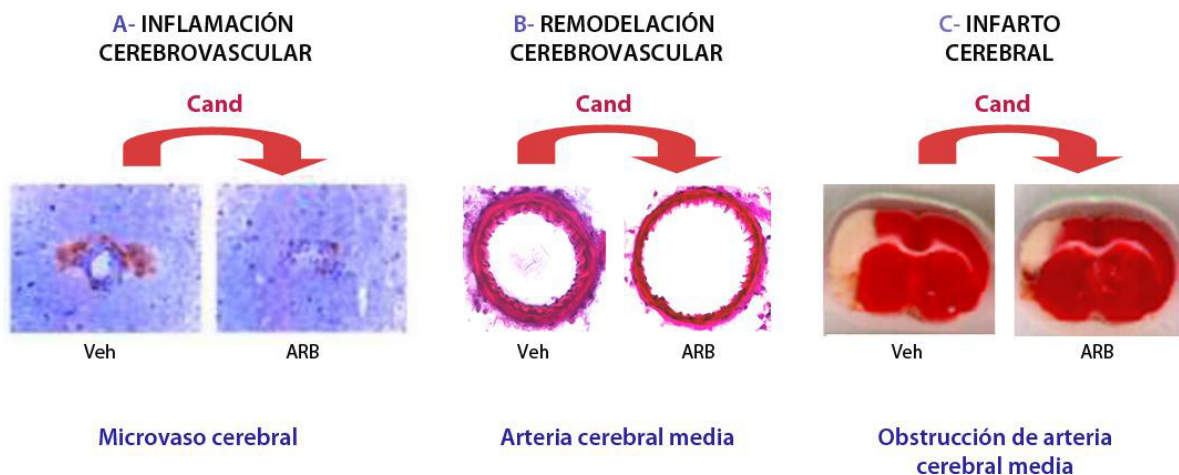 A- INFLAMACIÓN
CEREBROVASCULAR
Cand
Veh
ARB
Microvaso cerebral
B- REMODELACIÓN
CEREBROVASCULAR
Cand
Veh
ARB
Arteria cerebral media
C- INFARTO
CEREBRAL
Cand
Veh
ARB
Obstrucción de arteria
cerebral media